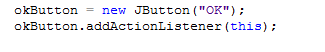 okButton = new JButton("OK");
okButton.addActionListener(this);